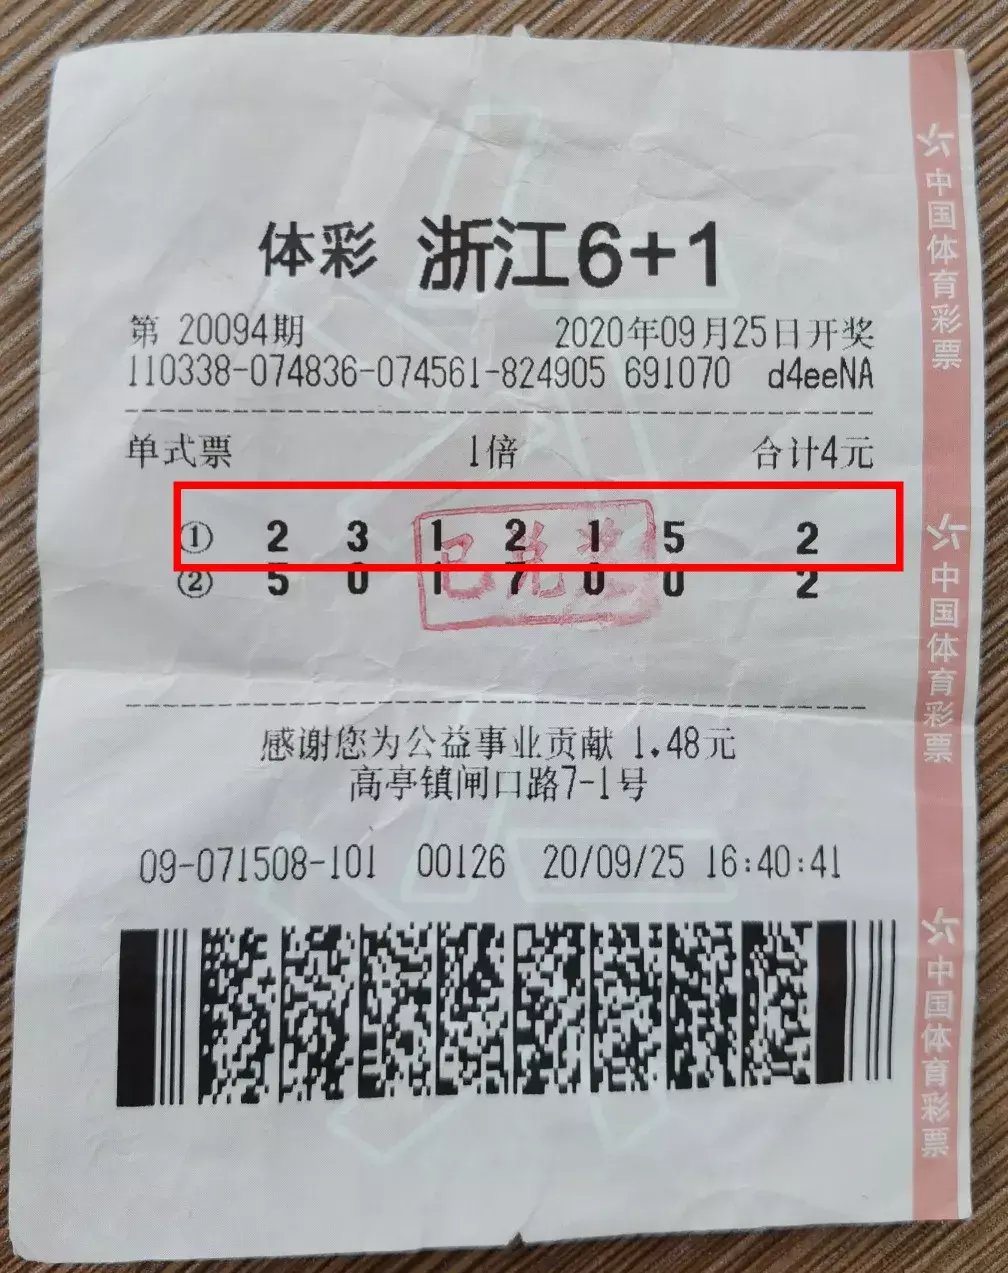 体彩 浙江6+1
第 20094期 2020年09月25日开奖
110338-074836-074561-824905 691070 d4eeNA
单式票 1倍 合计4元
① 2 3 1 2 1 5 2
② 5 0 1 7 0 0 2
已兑奖
感谢您为公益事业贡献 1.48元
高亭镇闸口路7-1号
09-071508-101 00126 20/09/25 16:40:41
中国体育彩票
中国体育彩票
中国体育彩票